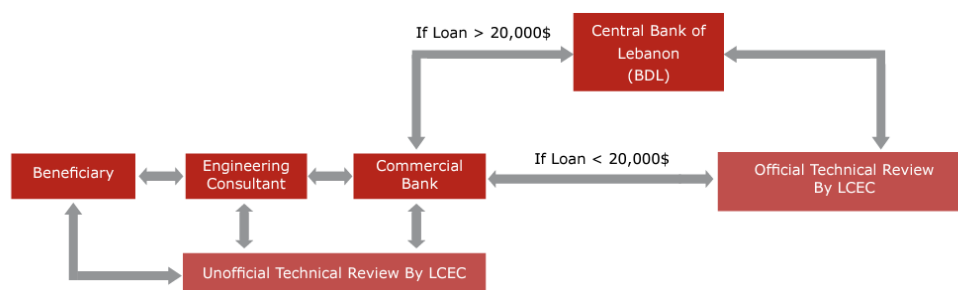 If Loan > 20,000$
Central Bank of
Lebanon
(BDL)
Beneficiary
Engineering
Consultant
Commercial
Bank
If Loan < 20,000$
Official Technical Review
By LCEC
Unofficial Technical Review By LCEC